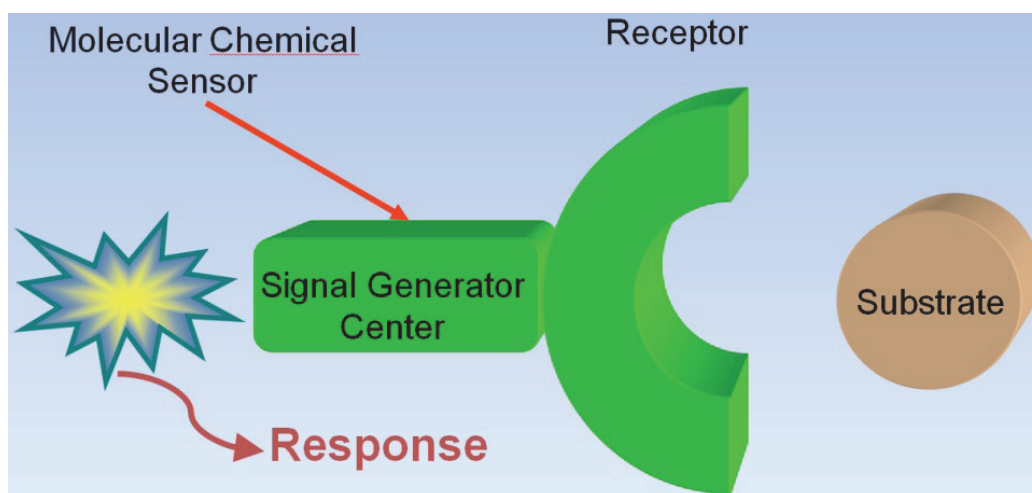 Molecular Chemical
Sensor
Receptor
Signal Generator
Center
Substrate
Response